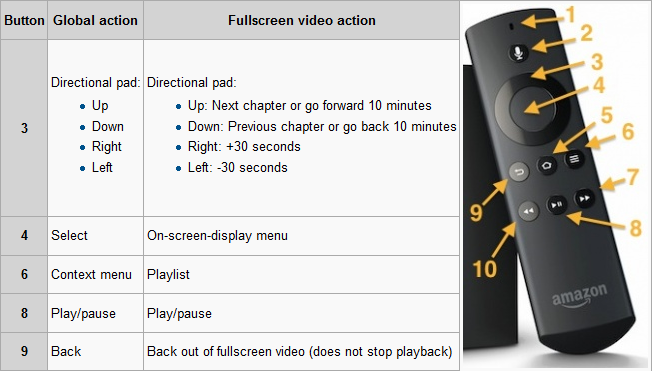 Button Global action Fullscreen video action
3
Directional pad:
Up
Down
Right
Left
Directional pad:
Up: Next chapter or go forward 10 minutes
Down: Previous chapter or go back 10 minutes
Right: +30 seconds
Left: -30 seconds
4 Select On-screen-display menu
6 Context menu Playlist
8 Play/pause Play/pause
9 Back Back out of fullscreen video (does not stop playback)
1
2
3
4
5
6
7
8
9
10
amazon